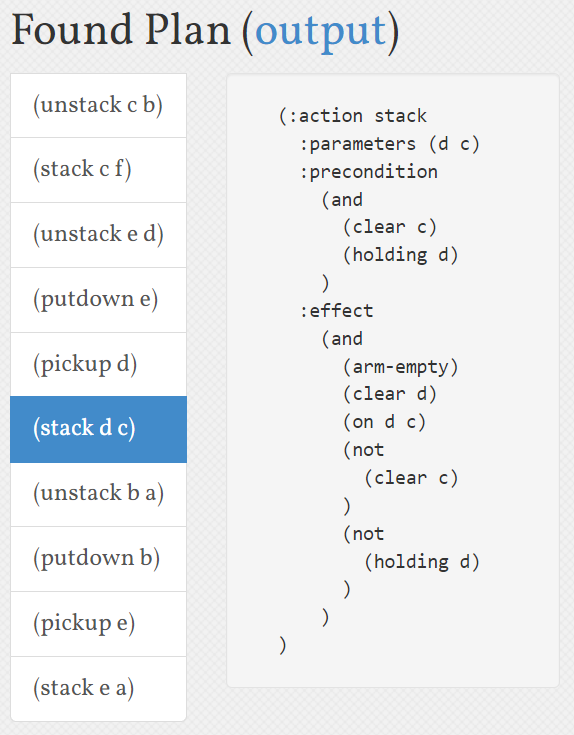 Found Plan (output)
(unstack c b)
(stack c f)
(unstack e d)
(putdown e)
(pickup d)
(stack d c)
(unstack b a)
(putdown b)
(pickup e)
(stack e a)
(:action stack
:parameters (d c)
:precondition
(and
(clear c)
(holding d)
)
:effect
(and
(arm-empty)
(clear d)
(on d c)
(not
(clear c)
)
(not
(holding d)
)
)
)